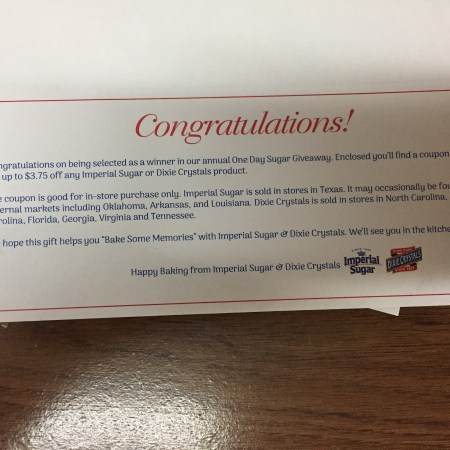 Congratulations!
ngratulations on being selected as a winner in our annual One Day Sugar Giveaway. Enclosed you'll find a coupon
up to $3.75 off any Imperial Sugar or Dixie Crystals product.
e coupon is good for in-store purchase only. Imperial Sugar is sold in stores in Texas. It may occasionally be fou
ernal markets including Oklahoma, Arkansas, and Louisiana. Dixie Crystals is sold in stores in North Carolina,
rolina, Florida, Georgia, Virginia and Tennessee.
hope this gift helps you "Bake Some Memories" with Imperial Sugar & Dixie Crystals. We'll see you in the kitche
Happy Baking from Imperial Sugar & Dixie Crystals
Imperial
Sugar
DIXIE CRYSTALS